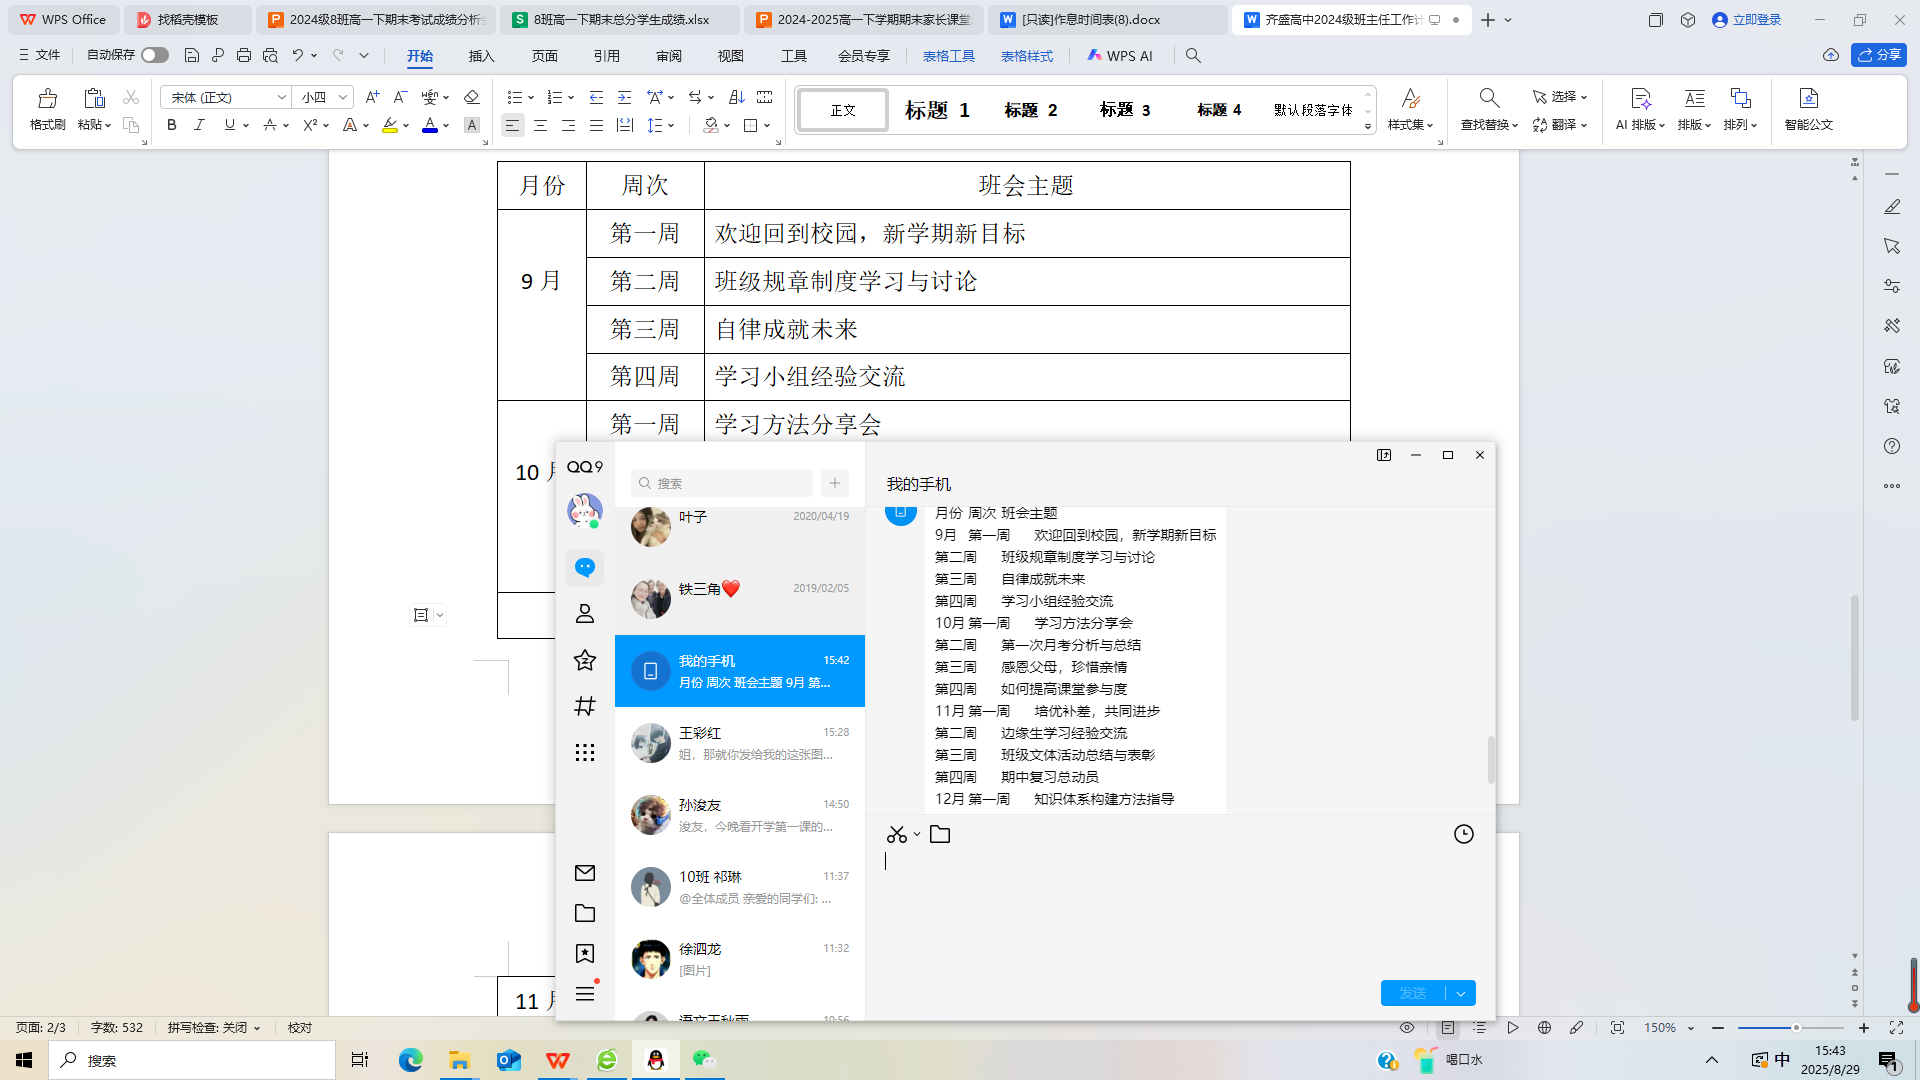 WPS Office
找稻壳模板
2024级8班高一下期末考试成绩分析
8班高一下期末总分学生成绩.xlsx
2024-2025高一下学期期末家长课堂
[只读]作息时间表(8).docx
齐盛高中2024级班主任工作计
立即登录
文件
自动保存
开始
插入
页面
引用
审阅
视图
工具
会员专享
表格工具
表格样式
WPS AI
分享
格式刷
粘贴
宋体 (正文)
小四
正文
标题 1
标题 2
标题 3
标题 4
默认段落字体
样式集
查找替换
选择
翻译
AI 排版
排版
排列
智能公文
月份 周次 班会主题
9月 第一周 欢迎回到校园，新学期新目标
第二周 班级规章制度学习与讨论
第三周 自律成就未来
第四周 学习小组经验交流
10月 第一周 学习方法分享会
11月
QQ9
搜索
叶子 2020/04/19
铁三角❤️ 2019/02/05
我的手机 15:42
月份 周次 班会主题 9月 第...
王彩红 15:28
姐，那就你发给我的这张图...
孙浚友 14:50
浚友，今晚看开学第一课的...
10班 祁琳 11:37
@全体成员 亲爱的同学们: ...
徐泗龙 11:32
[图片]
语文王秋雨 10:56
我的手机
月份 周次 班会主题
9月 第一周 欢迎回到校园，新学期新目标
第二周 班级规章制度学习与讨论
第三周 自律成就未来
第四周 学习小组经验交流
10月 第一周 学习方法分享会
第二周 第一次月考分析与总结
第三周 感恩父母，珍惜亲情
第四周 如何提高课堂参与度
11月 第一周 培优补差，共同进步
第二周 边缘生学习经验交流
第三周 班级文体活动总结与表彰
第四周 期中复习总动员
12月 第一周 知识体系构建方法指导
发送
页面: 2/3
字数: 532
拼写检查: 关闭
校对
150%
搜索
喝口水
中
15:43
2025/8/29
1